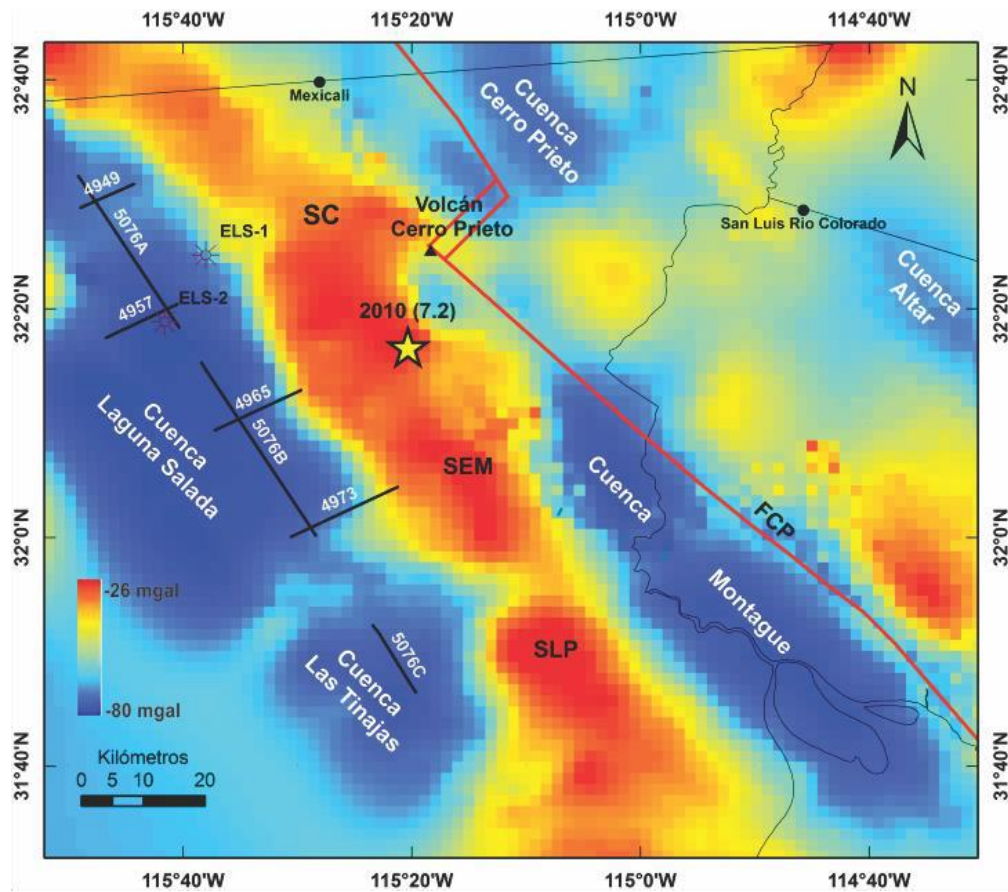 115°40'W
115°20'W
115°0'W
114°40'W
32°40'N
32°40'N
Mexicali
Cuenca
Cerro Prieto
N
4949
SC
Volcán
Cerro Prieto
San Luis Rio Colorado
5076A
ELS-1
Cuenca
Altar
32°20'N
32°20'N
4957
ELS-2
2010 (7.2)
4965
5076B
Cuenca
Laguna Salada
SEM
Cuenca
4973
FCP
32°0'N
32°0'N
-26 mgal
Montague
SLP
5076C
Cuenca
Las Tinajas
-80 mgal
Kilómetros
0 5 10 20
31°40'N
31°40'N
115°40'W
115°20'W
115°0'W
114°40'W